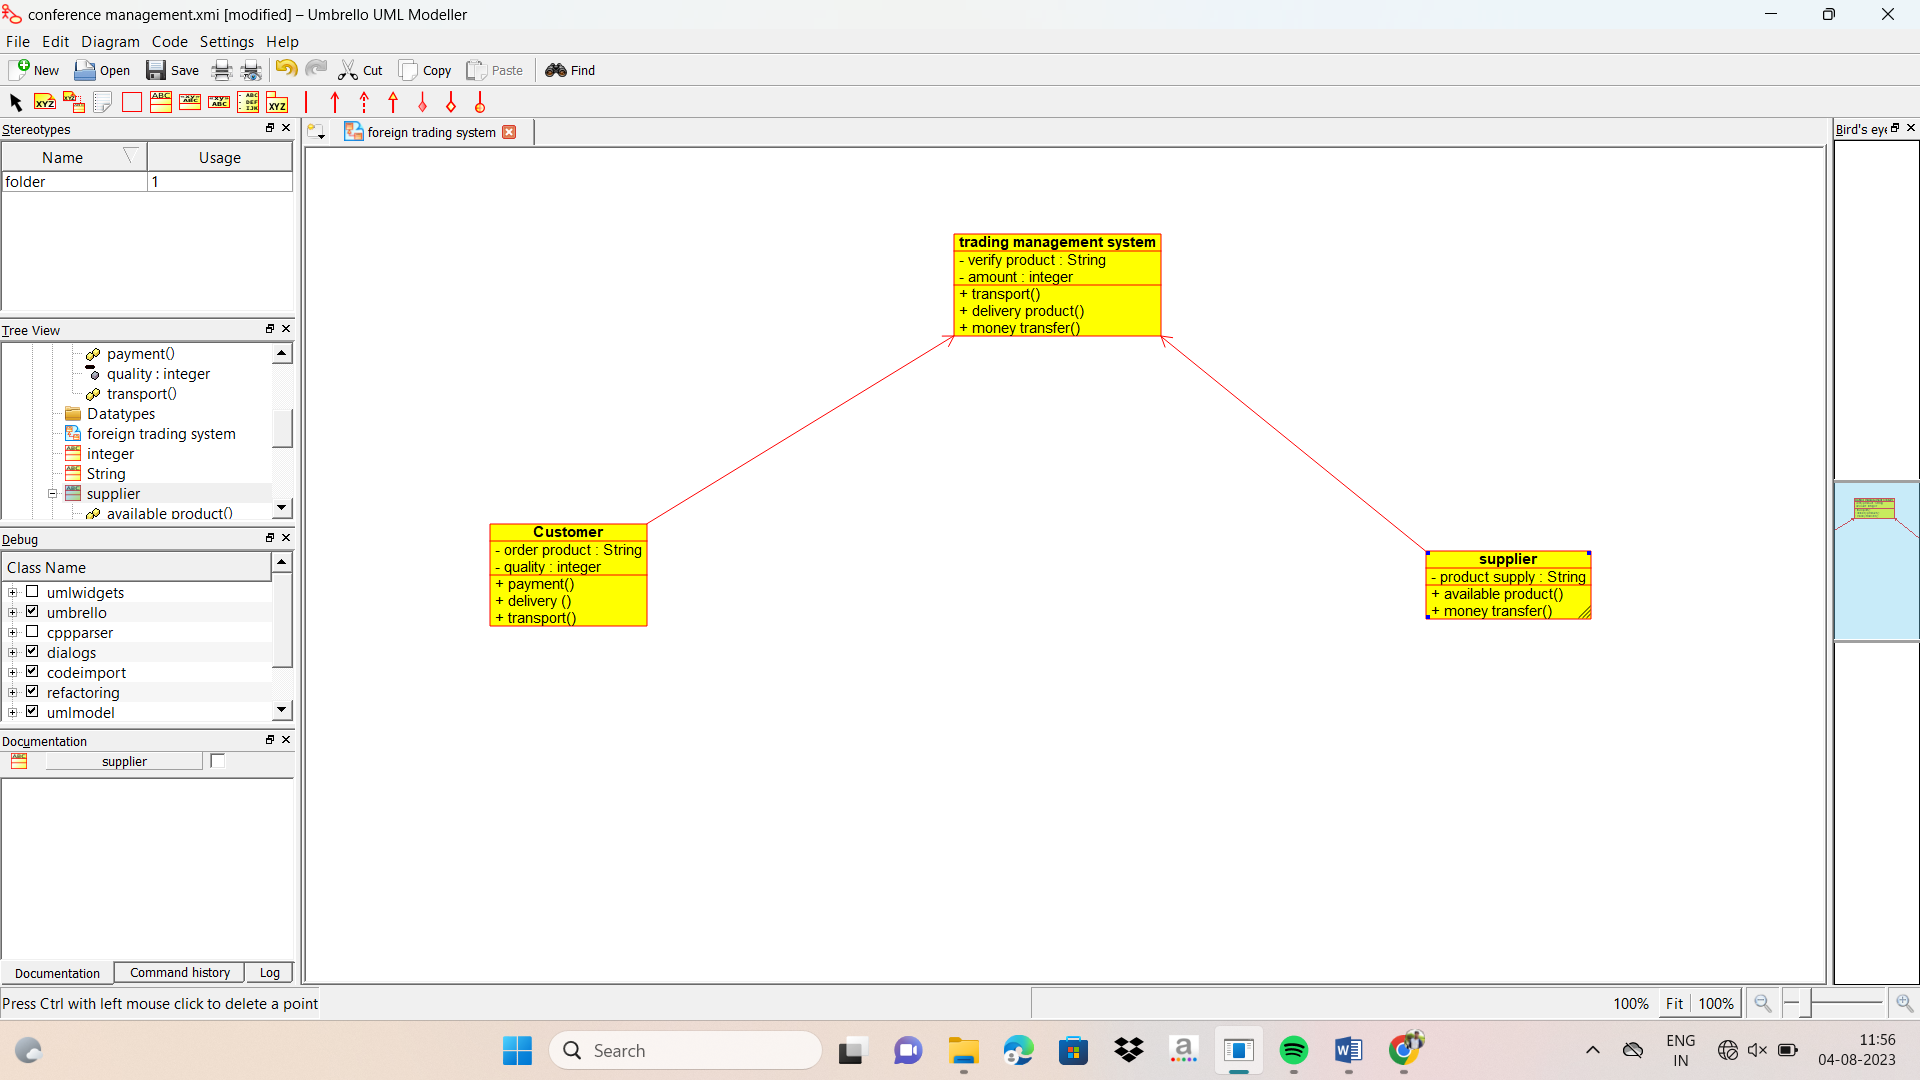 conference management.xmi [modified] – Umbrello UML Modeller
File Edit Diagram Code Settings Help
New Open Save Cut Copy Paste Find
Stereotypes
Name Usage
folder 1
Tree View
payment()
quality : integer
transport()
Datatypes
foreign trading system
integer
String
supplier
available product()
Debug
Class Name
umlwidgets
umbrello
cppparser
dialogs
codeimport
refactoring
umlmodel
Documentation
supplier
Documentation Command history Log
Press Ctrl with left mouse click to delete a point
foreign trading system
trading management system
- verify product : String
- amount : integer
+ transport()
+ delivery product()
+ money transfer()
Customer
- order product : String
- quality : integer
+ payment()
+ delivery ()
+ transport()
supplier
- product supply : String
+ available product()
+ money transfer()
Bird's eye
100% Fit 100%
Search
ENG
IN
11:56
04-08-2023